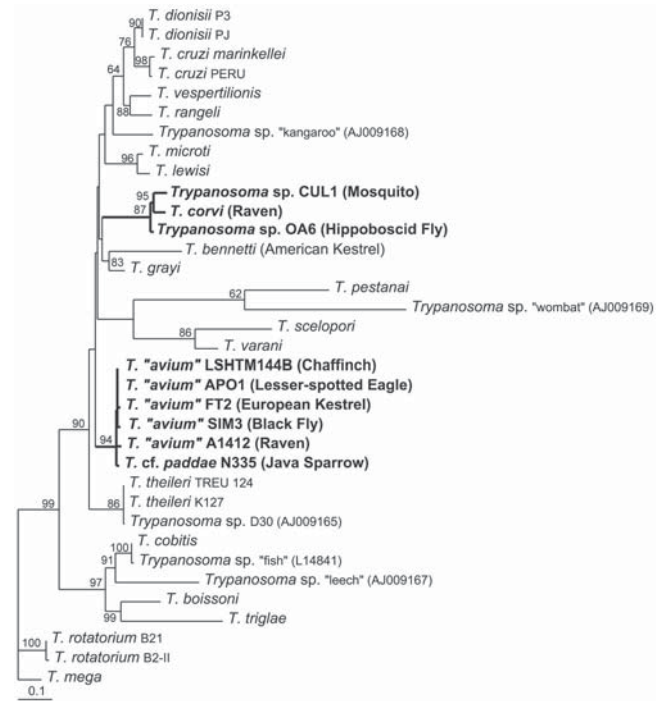 90 T. dionisii P3
T. dionisii PJ
76 T. cruzi marinkellei
98 T. cruzi PERU
64 T. vespertilionis
88 T. rangeli
Trypanosoma sp. "kangaroo" (AJ009168)
96 T. microti
T. lewisi
95 Trypanosoma sp. CUL1 (Mosquito)
87 T. corvi (Raven)
Trypanosoma sp. OA6 (Hippoboscid Fly)
T. bennetti (American Kestrel)
83 T. grayi
62 T. pestanai
Trypanosoma sp. "wombat" (AJ009169)
T. scelopori
86 T. varani
T. "avium" LSHTM144B (Chaffinch)
T. "avium" APO1 (Lesser-spotted Eagle)
T. "avium" FT2 (European Kestrel)
T. "avium" SIM3 (Black Fly)
90 94 T. "avium" A1412 (Raven)
T. cf. paddae N335 (Java Sparrow)
T. theileri TREU 124
99 86 T. theileri K127
Trypanosoma sp. D30 (AJ009165)
100 T. cobitis
91 Trypanosoma sp. "fish" (L14841)
97 Trypanosoma sp. "leech" (AJ009167)
T. boissoni
99 T. triglae
100 T. rotatorium B21
T. rotatorium B2-II
T. mega
0.1